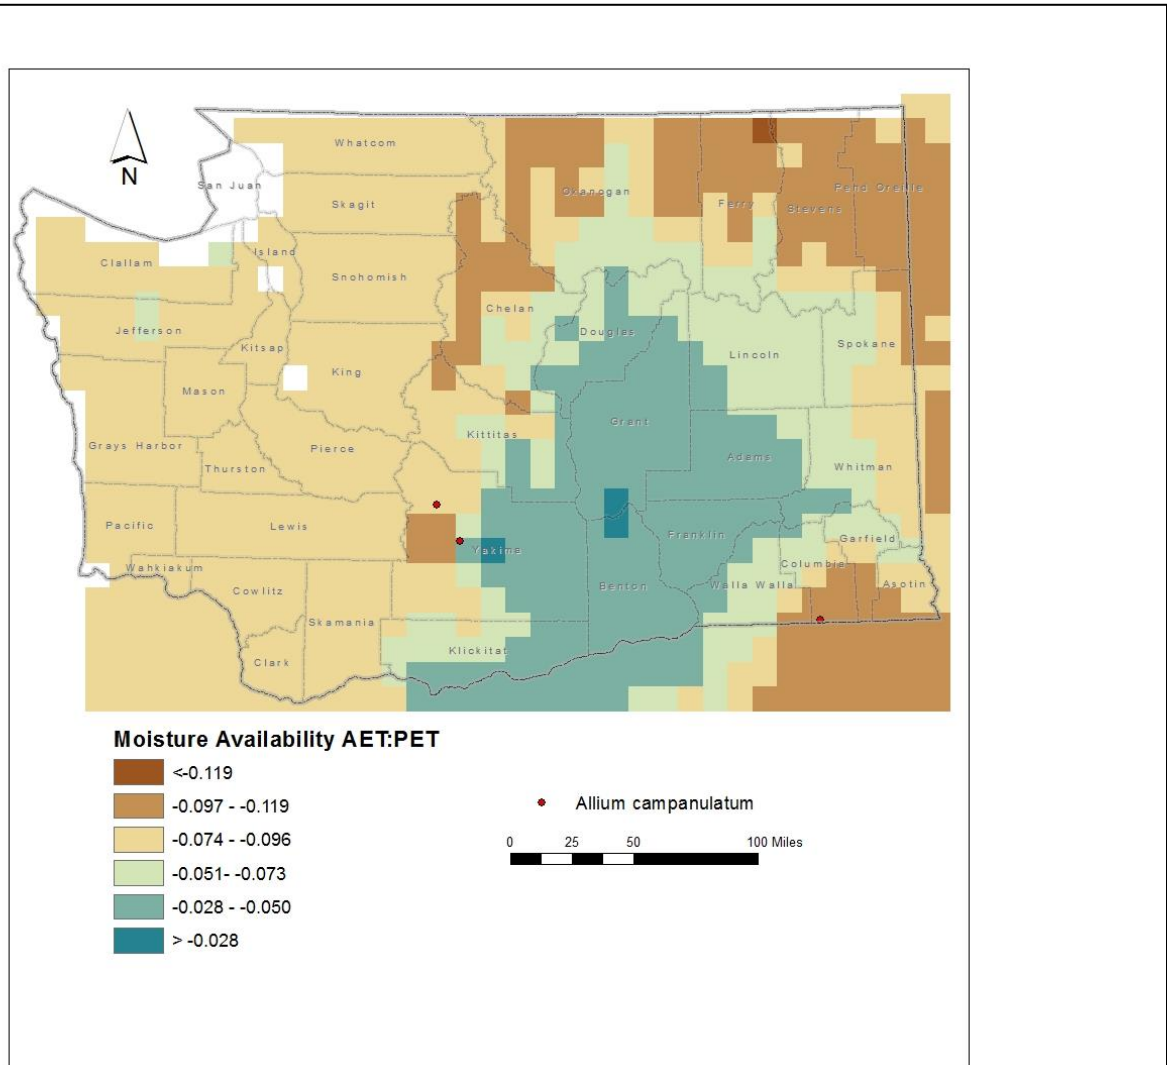 Whatcom
N
San Juan
Okanogan
Pend Oreille
Skagit
Ferry
Stevens
Island
Clallam
Snohomish
Chelan
Jefferson
Douglas
Kitsap
Lincoln
Spokane
King
Mason
Grant
Kittitas
Grays Harbor
Pierce
Adams
Thurston
Whitman
Pacific
Lewis
Franklin
Garfield
Yakima
Wahkiakum
Columbia
Cowlitz
Benton
Walla Walla
Asotin
Skamania
Klickitat
Clark
Moisture Availability AET:PET
<-0.119
-0.097 - -0.119
-0.074 - -0.096
-0.051- -0.073
-0.028 - -0.050
> -0.028
Allium campanulatum
0 25 50 100 Miles